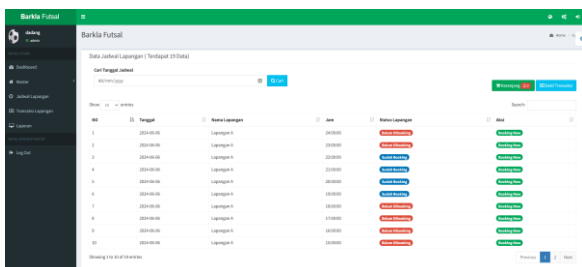 Barkla Futsal
dadang
admin
Dashboard
Master
Jadwal Lapangan
Transaksi Lapangan
Laporan
Log Out
Barkla Futsal
Home
Data Jadwal Lapangan ( Terdapat 19 Data)
Cari Tanggal Jadwal
dd/mm/yyyy
Cari
Keranjang
Detail Transaksi
Show 10 entries
Search:
NO Tanggal Nama Lapangan Jam Status Lapangan Aksi
1 2024-06-06 Lapangan A 24:00:00 Belum DiBooking Booking Now
2 2024-06-06 Lapangan A 23:00:00 Belum DiBooking Booking Now
3 2024-06-06 Lapangan A 22:00:00 Sudah Booking Booking Now
4 2024-06-06 Lapangan A 21:00:00 Sudah Booking Booking Now
5 2024-06-06 Lapangan A 20:00:00 Sudah Booking Booking Now
6 2024-06-06 Lapangan A 19:00:00 Sudah Booking Booking Now
7 2024-06-06 Lapangan A 18:00:00 Belum DiBooking Booking Now
8 2024-06-06 Lapangan A 17:00:00 Belum DiBooking Booking Now
9 2024-06-06 Lapangan A 16:00:00 Belum DiBooking Booking Now
10 2024-06-06 Lapangan A 15:00:00 Belum DiBooking Booking Now
Showing 1 to 10 of 19 entries
Previous 1 2 Next